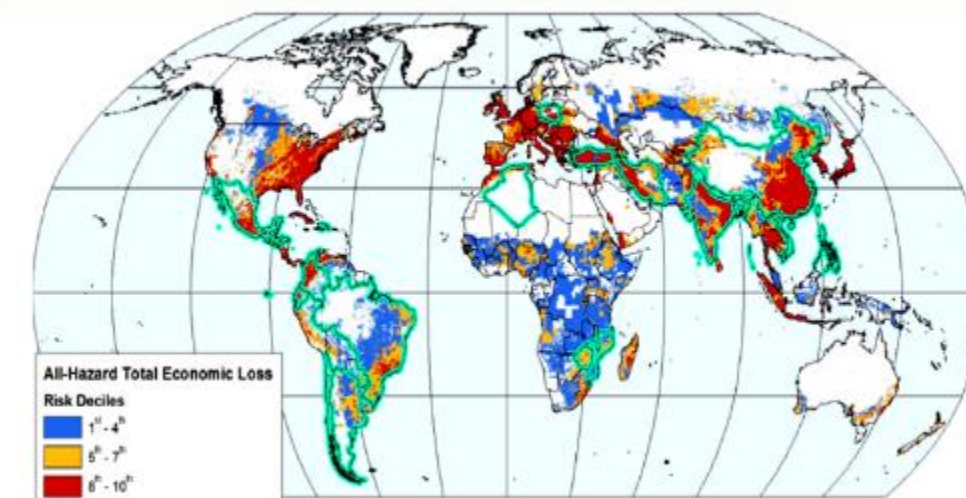 All-Hazard Total Economic Loss
Risk Deciles
1st - 4th
5th - 7th
8th - 10th